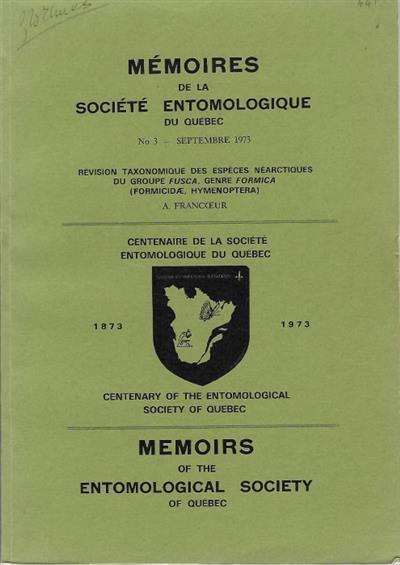 MÉMOIRES
DE LA
SOCIÉTÉ ENTOMOLOGIQUE
DU QUÉBEC
No 3 – SEPTEMBRE 1973
RÉVISION TAXONOMIQUE DES ESPÈCES NÉARCTIQUES
DU GROUPE FUSCA, GENRE FORMICA
(FORMICIDÆ, HYMENOPTERA)
A. FRANCŒUR
CENTENAIRE DE LA SOCIÉTÉ
ENTOMOLOGIQUE DU QUÉBEC
1873 1973
CENTENARY OF THE ENTOMOLOGICAL
SOCIETY OF QUEBEC
MEMOIRS
OF THE
ENTOMOLOGICAL SOCIETY
OF QUÉBEC